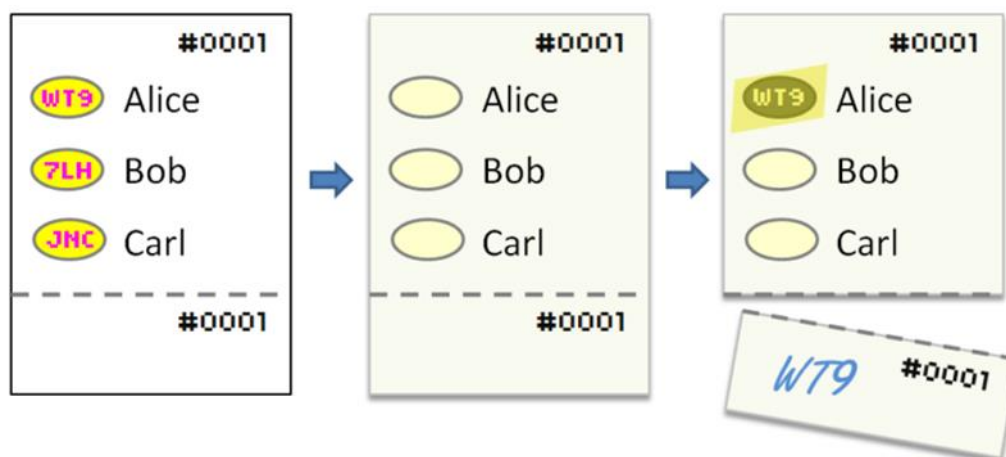 #0001
WT9 Alice
7LH Bob
JNC Carl
#0001
#0001
Alice
Bob
Carl
#0001
#0001
WT9 Alice
Bob
Carl
WT9 #0001